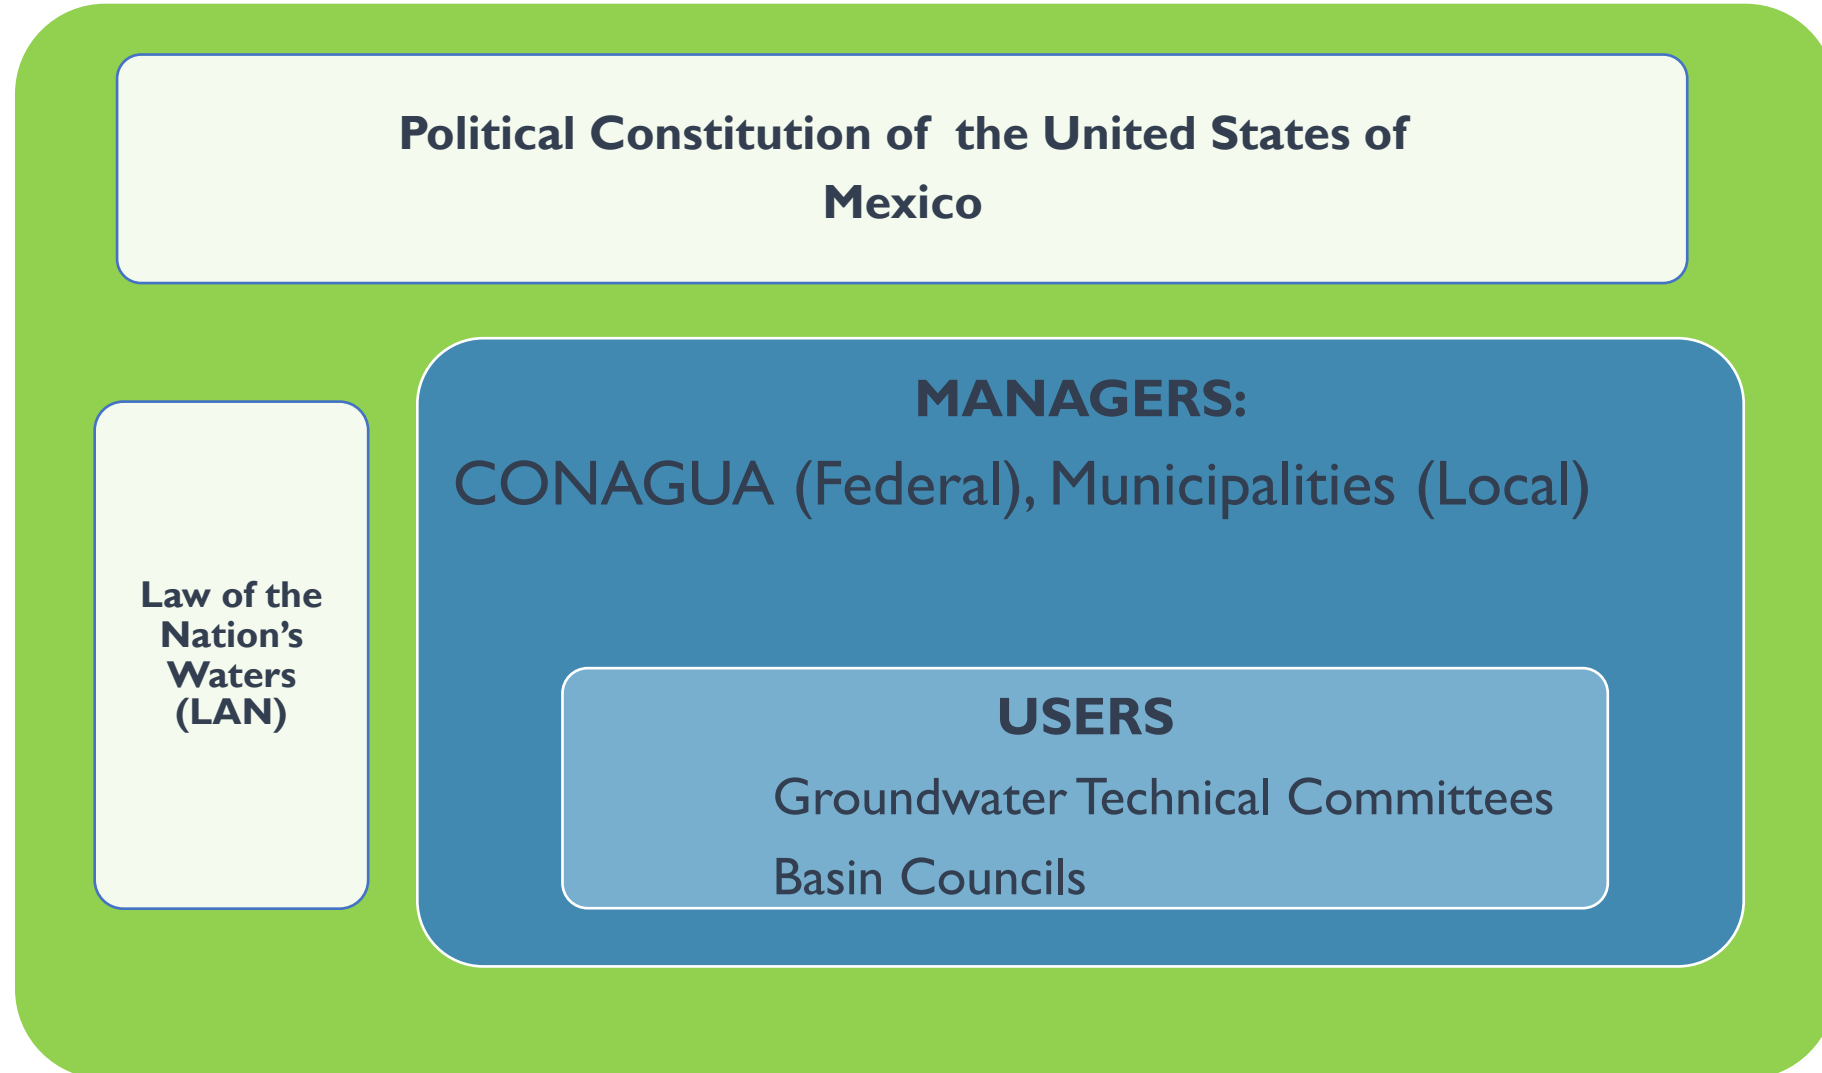 Political Constitution of the United States of
Mexico
MANAGERS:
CONAGUA (Federal), Municipalities (Local)
Law of the
Nation’s
Waters
(LAN)
USERS
Groundwater Technical Committees
Basin Councils